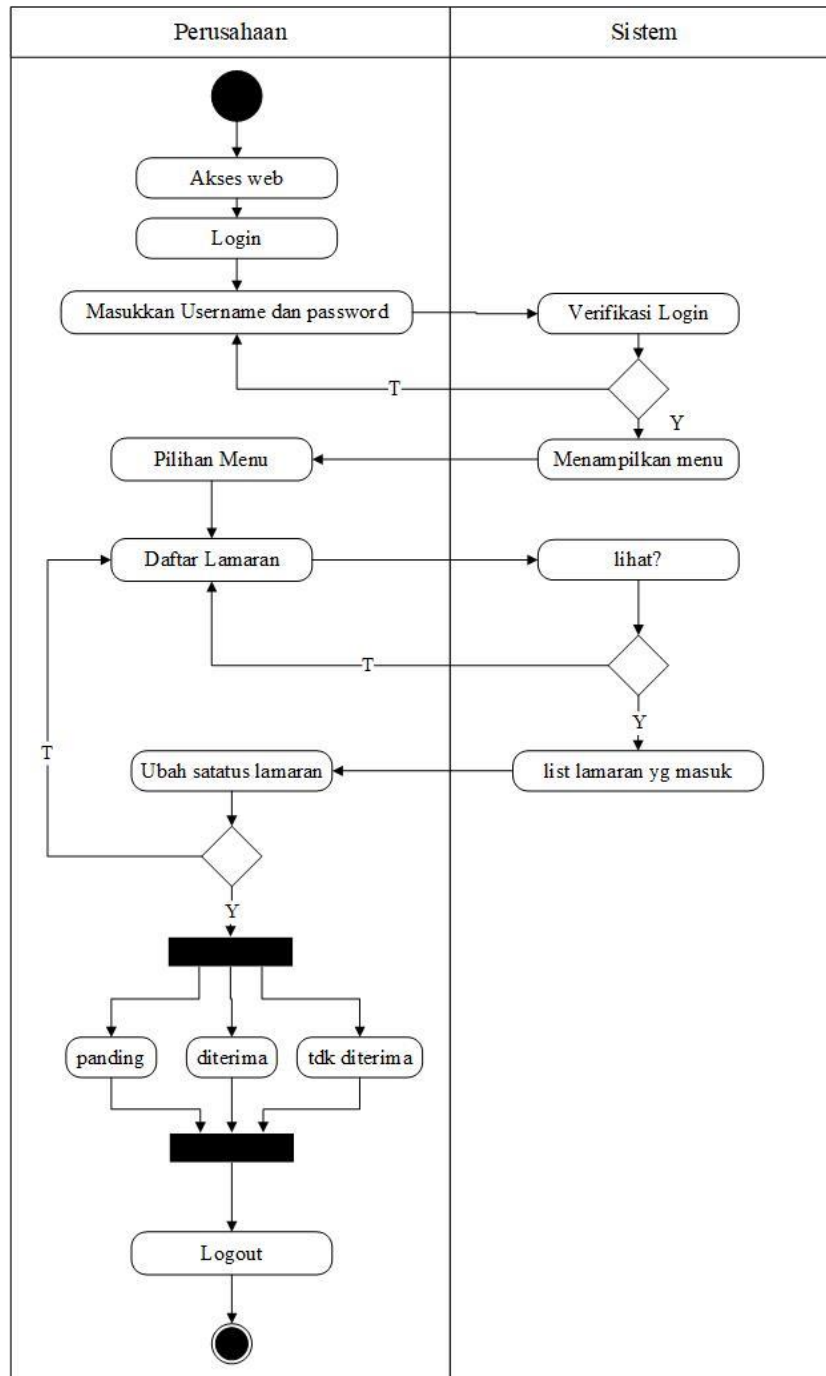 Perusahaan
Sistem
Akses web
Login
Masukkan Username dan password
Verifikasi Login
T
Y
Pilihan Menu
Menampilkan menu
Daftar Lamaran
lihat?
T
Y
T
Ubah satatus lamaran
list lamaran yg masuk
Y
panding
diterima
tdk diterima
Logout